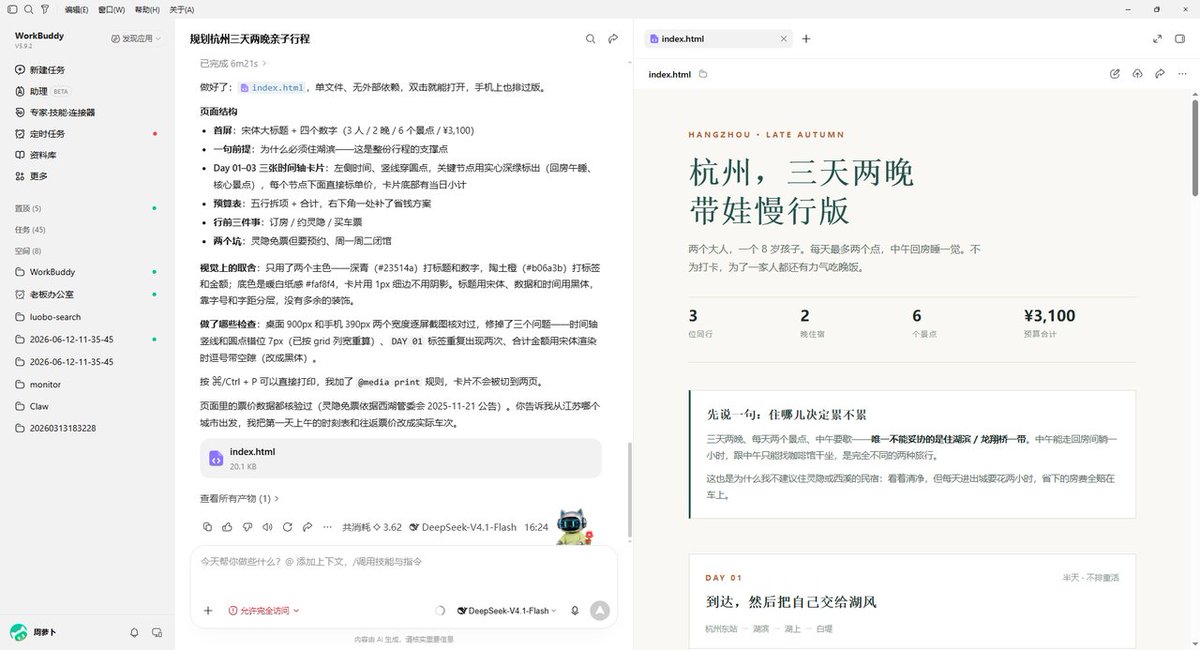 编辑(E) 窗口(W) 帮助(H) 关于(A)
WorkBuddy
V5.9.2
发现应用
新建任务
助理 BETA
专家·技能·连接器
定时任务
资料库
更多
置顶 (5)
任务 (45)
空间 (8)
WorkBuddy
老板办公室
luobo-search
2026-06-12-11-35-45
2026-06-12-11-35-45
monitor
Claw
20260313183228
周萝卜
规划杭州三天两晚亲子行程
已完成 6m21s
做好了： index.html，单文件、无外部依赖，双击就能打开，手机上也排过版。
页面结构
• 首屏：宋体大标题 + 四个数字（3 人 / 2 晚 / 6 个景点 / ¥3,100）
• 一句前提：为什么必须住湖滨——这是整份行程的支撑点
• Day 01–03 三张时间轴卡片：左侧时间、竖线穿圆点，关键节点用实心深绿标出（回房午睡、
核心景点），每个节点下面直接标单价，卡片底部有当日小计
• 预算表：五行拆项 + 合计，右下角一处补了省钱方案
• 行前三件事：订房 / 约灵隐 / 买车票
• 两个坑：灵隐免票但要预约、周一周二闭馆
视觉上的取舍：只用了两个主色——深青（#23514a）打标题和数字，陶土橙（#b06a3b）打标签
和金额；底色是暖白纸感 #faf8f4，卡片用 1px 细边不用阴影。标题用宋体、数据和时间用黑体，
靠字号和字距分层，没有多余的装饰。
做了哪些检查：桌面 900px 和手机 390px 两个宽度逐屏截图核对过，修掉了三个问题——时间轴
竖线和圆点错位 7px（已按 grid 列宽重算）、DAY 01 标签重复出现两次、合计金额用宋体渲染
时逗号带空隙（改成黑体）。
按 ⌘/Ctrl + P 可以直接打印，我加了 @media print 规则，卡片不会被切到两页。
页面里的票价数据都核验过（灵隐免票依据西湖管委会 2025-11-21 公告）。你告诉我从江苏哪个
城市出发，我把第一天上午的时刻表和往返票价改成实际车次。
index.html
20.1 KB
查看所有产物 (1)
共消耗 3.62 DeepSeek-V4.1-Flash 16:24
今天帮你做些什么？@ 添加上下文，/调用技能与指令
允许完全访问 DeepSeek-V4.1-Flash
内容由 AI 生成，请核实重要信息
index.html
index.html
HANGZHOU • LATE AUTUMN
杭州，三天两晚
带娃慢行版
两个大人，一个 8 岁孩子。每天最多两个点，中午回房睡一觉。不
为打卡，为了一家人都还有力气吃晚饭。
3 2 6 ¥3,100
位同行 晚住宿 个景点 预算合计
先说一句：住哪儿决定累不累
三天两晚、每天两个景点、中午要歇——唯一不能妥协的是住湖滨 / 龙翔桥一带。中午能走回房间躺一
小时，跟中午只能找咖啡馆干坐，是完全不同的两种旅行。
这也是为什么我不建议住灵隐或西溪的民宿：看着清净，但每天进出城要花两小时，省下的房费全赔在
车上。
DAY 01 半天 · 不排重活
到达，然后把自己交给湖风
杭州东站 湖滨 湖上 白堤